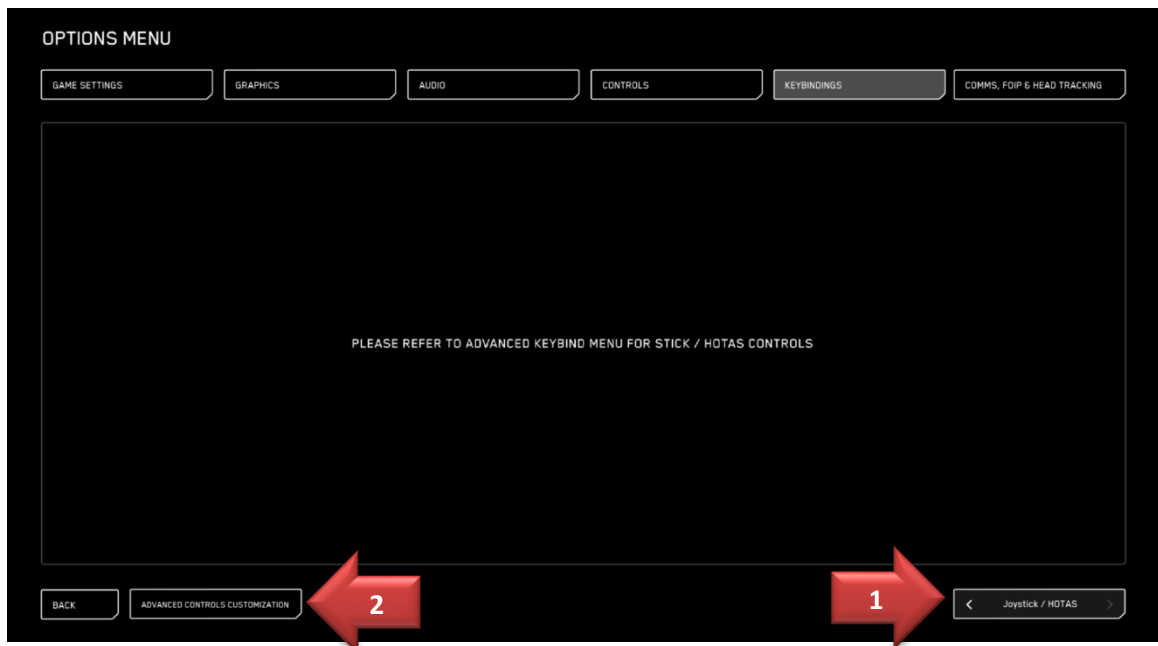 OPTIONS MENU
GAME SETTINGS
GRAPHICS
AUDIO
CONTROLS
KEYBINDINGS
COMMS, FOIP & HEAD TRACKING
PLEASE REFER TO ADVANCED KEYBIND MENU FOR STICK / HOTAS CONTROLS
BACK
ADVANCED CONTROLS CUSTOMIZATION
2
1
< Joystick / HOTAS >